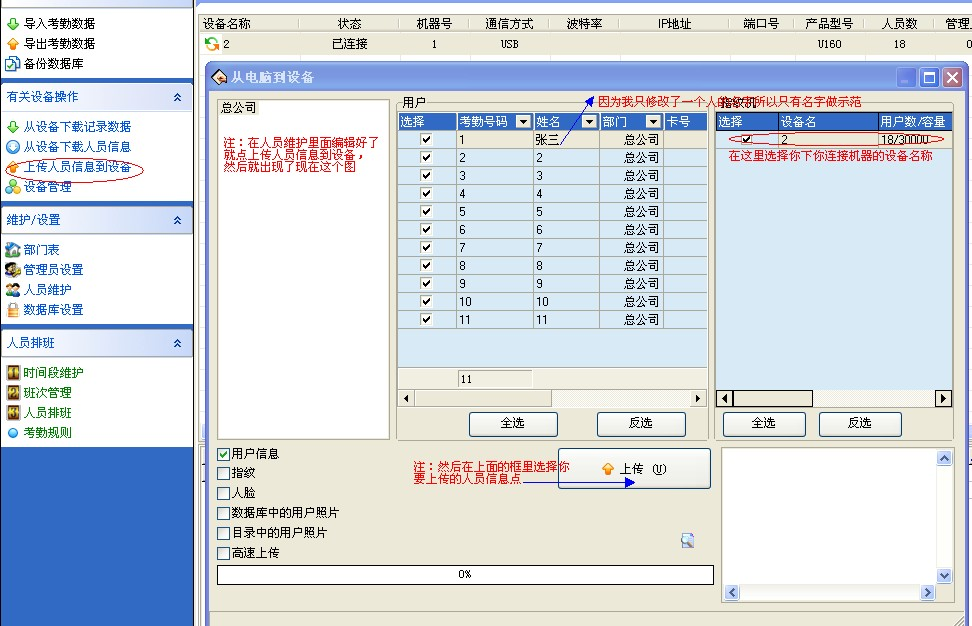 导入考勤数据
导出考勤数据
备份数据库
有关设备操作
从设备下载记录数据
从设备下载人员信息
上传人员信息到设备
设备管理
维护/设置
部门表
管理员设置
人员维护
数据库设置
人员排班
时间段维护
班次管理
人员排班
考勤规则
设备名称 状态 机器号 通信方式 波特率 IP地址 端口号 产品型号 人员数 管理
2 已连接 1 USB U160 18 0
从电脑到设备
总公司
注：在人员维护里面编辑好了
就点上传人员信息到设备，
然后就出现了现在这个图
用户
因为我只修改了一个人的名字所以只有名字做示范
选择 考勤号码 姓名 部门 卡号
1 张三 总公司
2 2 总公司
3 3 总公司
4 4 总公司
5 5 总公司
6 6 总公司
7 7 总公司
8 8 总公司
9 9 总公司
10 10 总公司
11 11 总公司
11
全选 反选
指纹机
选择 设备名 用户数/容量
2 18/30000
在这里选择你下你连接机器的设备名称
全选 反选
用户信息
指纹
人脸
数据库中的用户照片
目录中的用户照片
高速上传
注：然后在上面的框里选择你
要上传的人员信息点
上传 (U)
0%